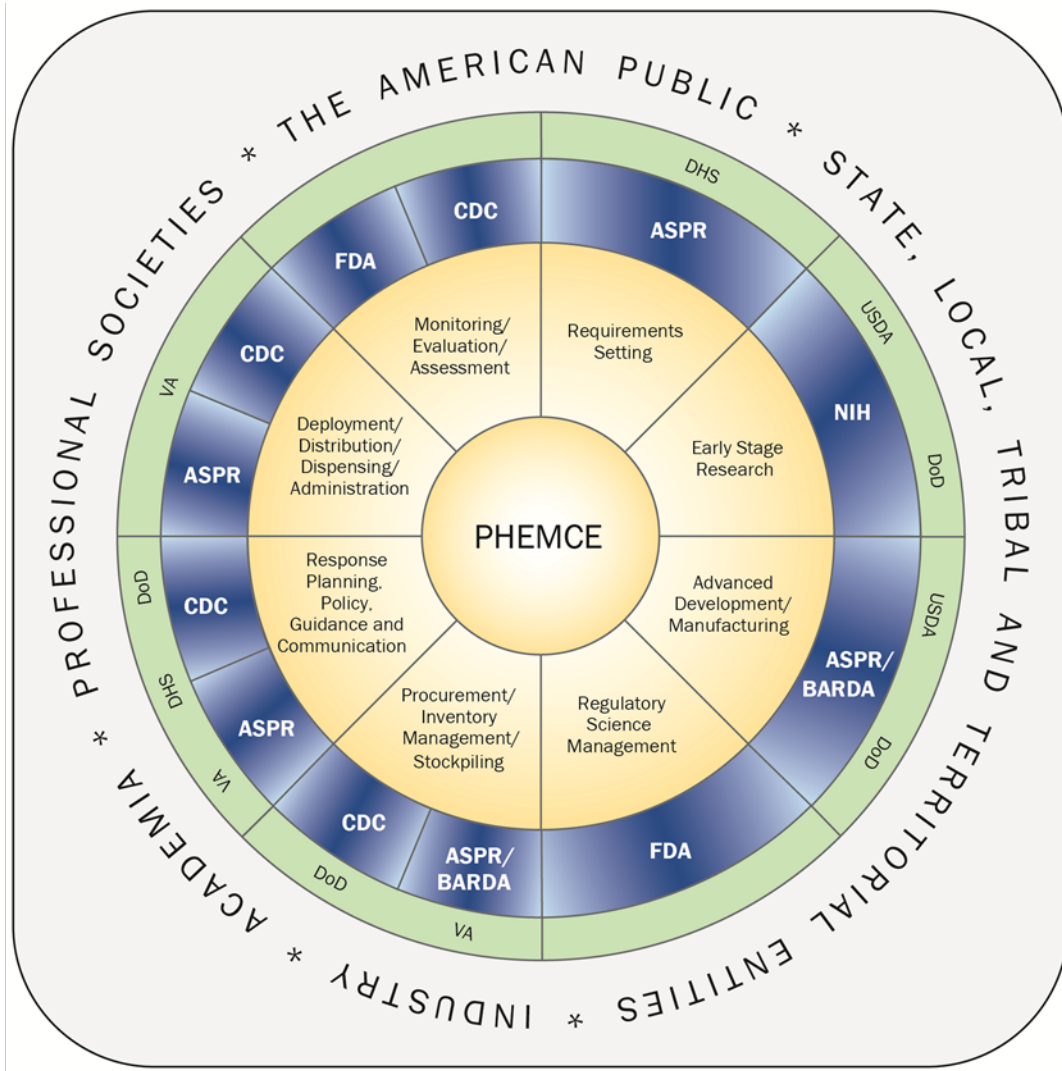 * THE AMERICAN PUBLIC * STATE, LOCAL, TRIBAL AND TERRITORIAL ENTITIES * INDUSTRY * ACADEMIA * PROFESSIONAL SOCIETIES
DHS
USDA
DoD
USDA
DoD
VA
DoD
VA
DHS
DoD
VA
ASPR
NIH
ASPR/
BARDA
FDA
ASPR/
BARDA
CDC
ASPR
CDC
ASPR
CDC
FDA
CDC
Requirements
Setting
Early Stage
Research
Advanced
Development/
Manufacturing
Regulatory
Science
Management
Procurement/
Inventory
Management/
Stockpiling
Response
Planning,
Policy,
Guidance and
Communication
Deployment/
Distribution/
Dispensing/
Administration
Monitoring/
Evaluation/
Assessment
PHEMCE